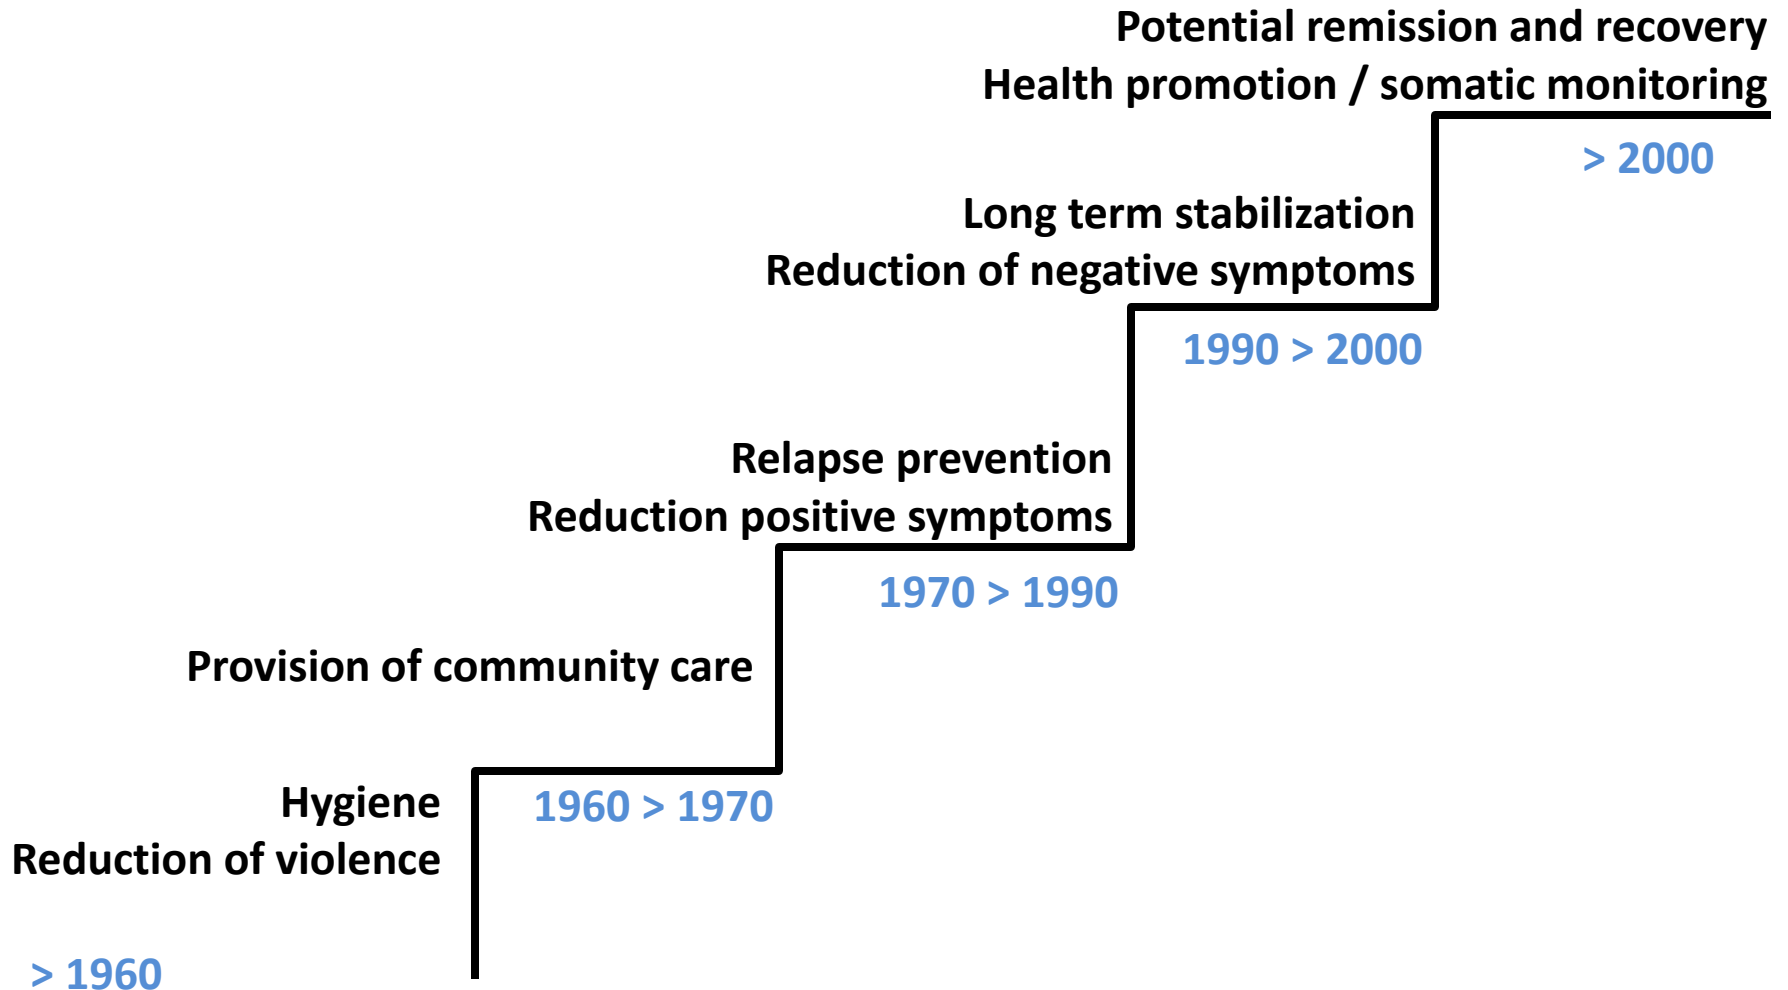 Potential remission and recovery
Health promotion / somatic monitoring
> 2000
Long term stabilization
Reduction of negative symptoms
1990 > 2000
Relapse prevention
Reduction positive symptoms
1970 > 1990
Provision of community care
Hygiene
1960 > 1970
Reduction of violence
> 1960